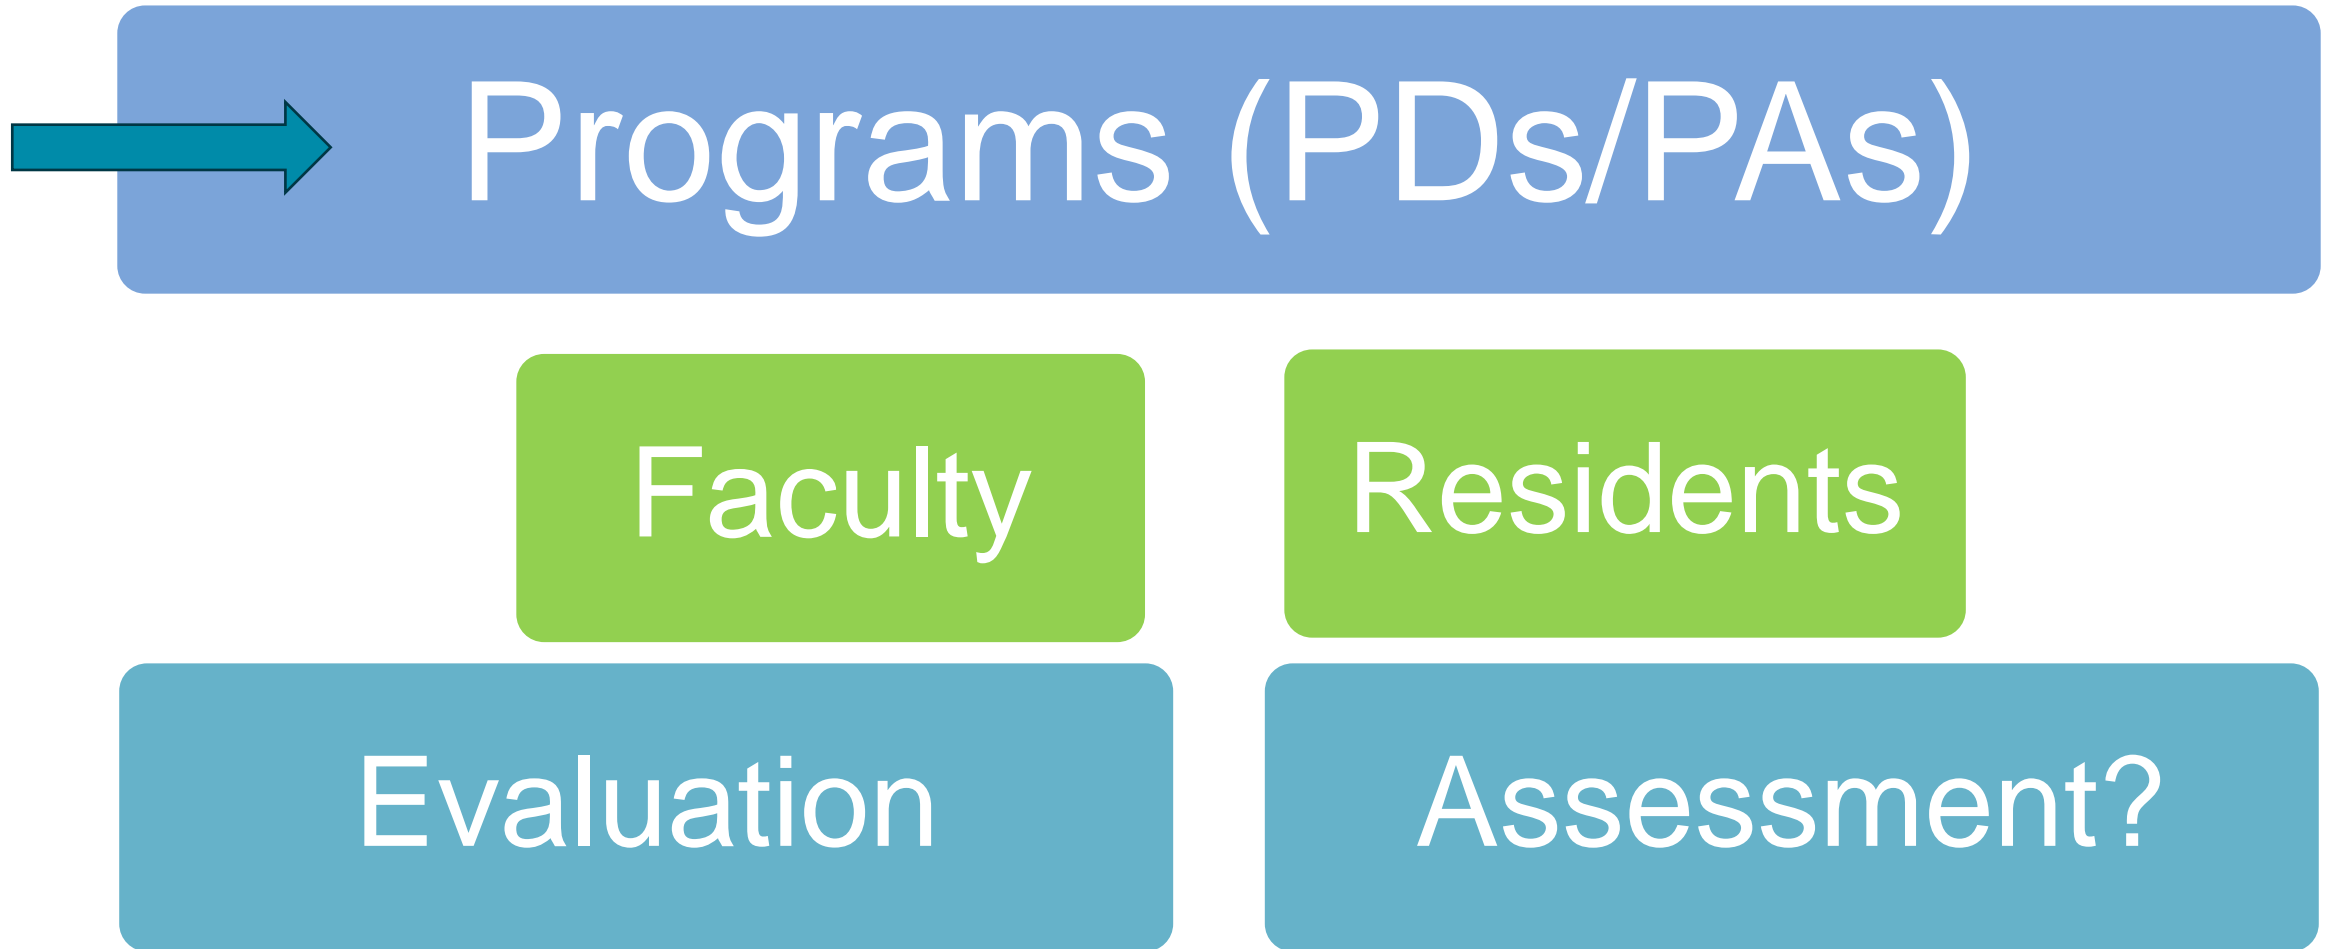 Programs (PDs/PAs)
Faculty
Residents
Evaluation
Assessment?